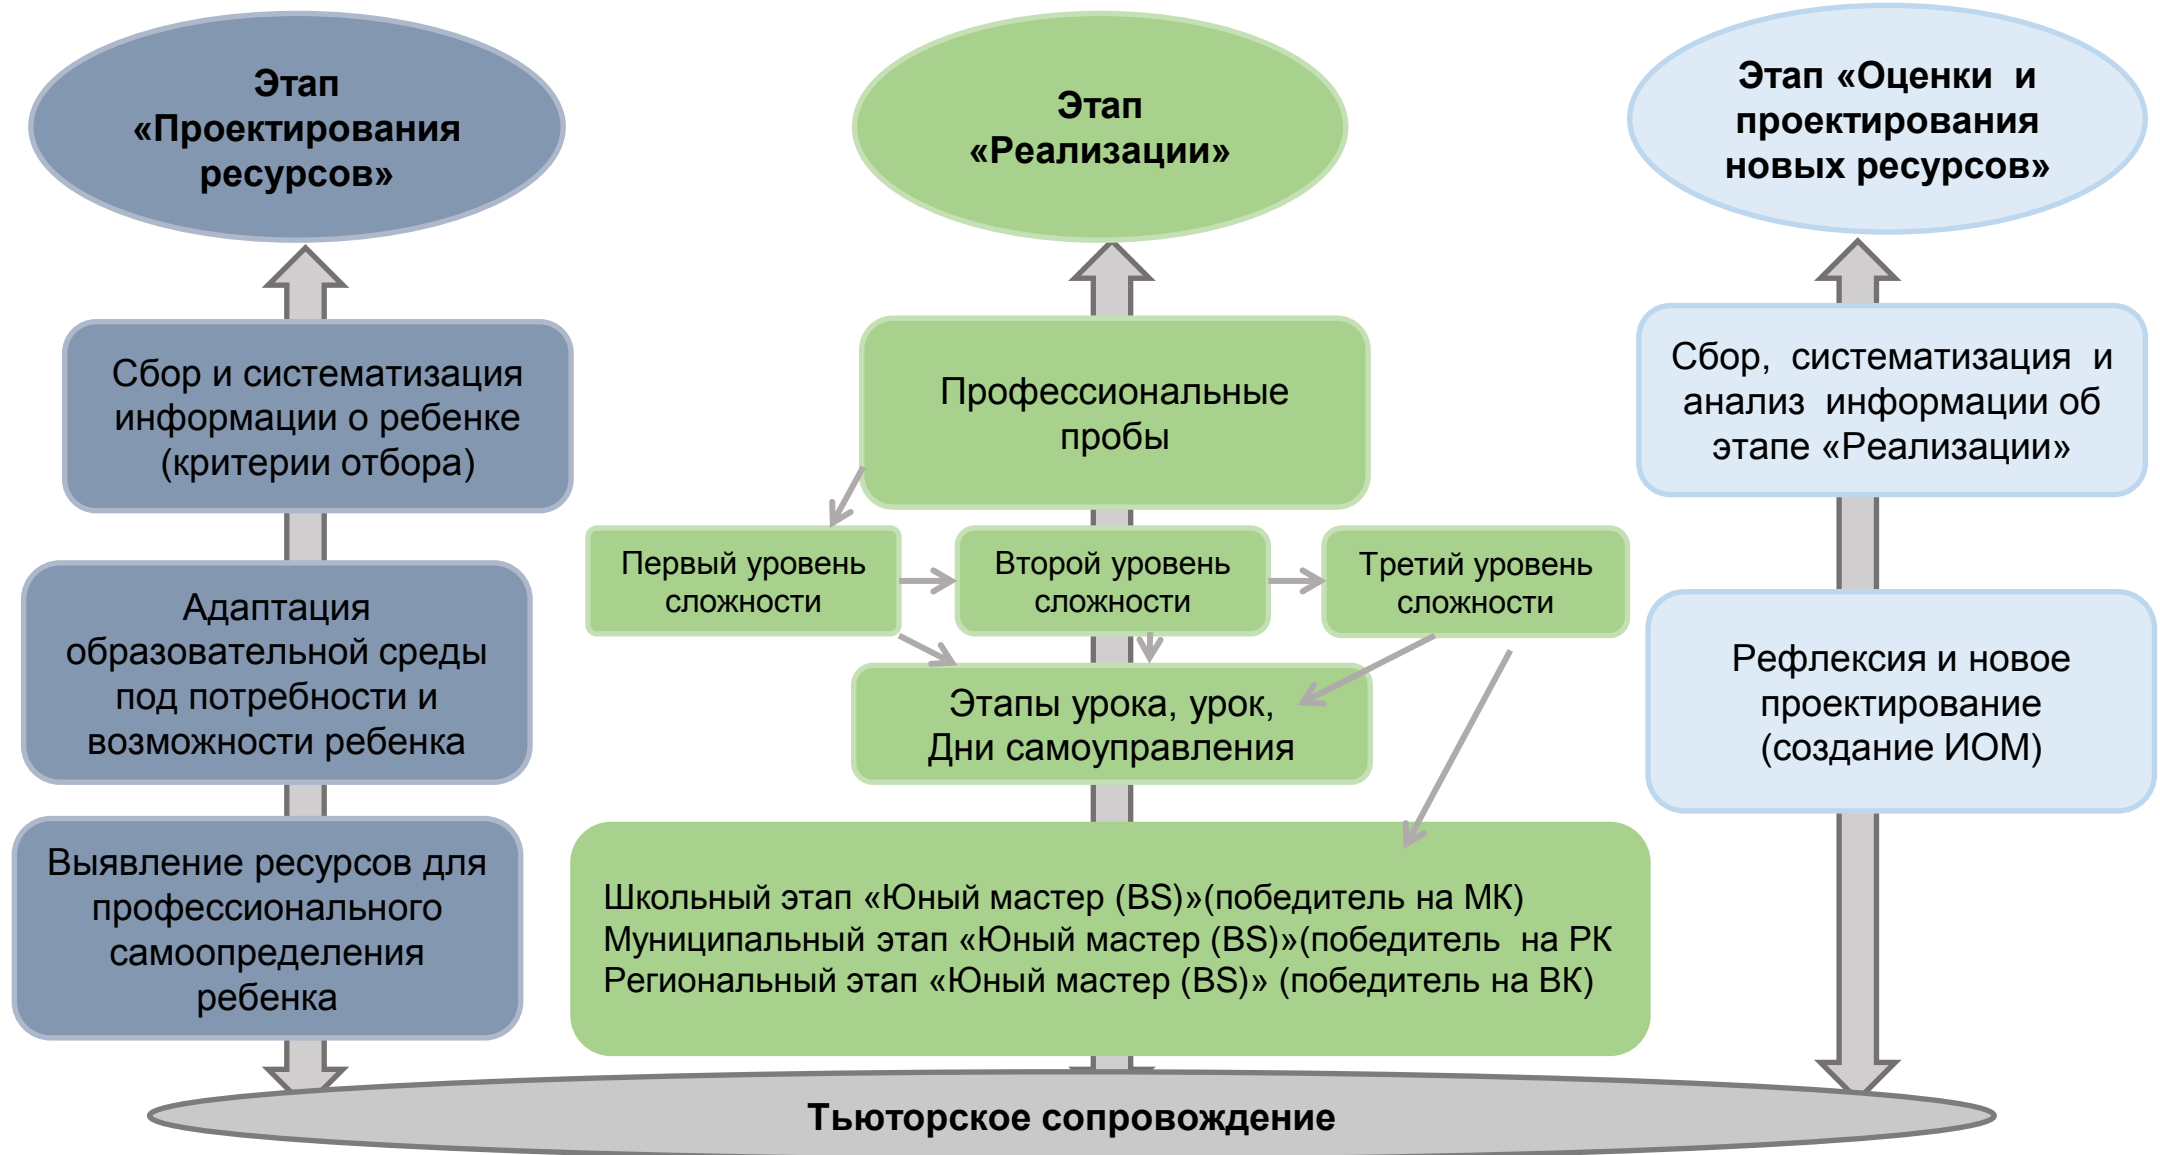 Этап
«Проектирования
ресурсов»
Этап
«Реализации»
Этап «Оценки и
проектирования
новых ресурсов»
Сбор и систематизация
информации о ребенке
(критерии отбора)
Адаптация
образовательной среды
под потребности и
возможности ребенка
Выявление ресурсов для
профессионального
самоопределения
ребенка
Профессиональные
пробы
Первый уровень
сложности
Второй уровень
сложности
Третий уровень
сложности
Этапы урока, урок,
Дни самоуправления
Школьный этап «Юный мастер (BS)»(победитель на МК)
Муниципальный этап «Юный мастер (BS)»(победитель на РК
Региональный этап «Юный мастер (BS)» (победитель на ВК)
Сбор, систематизация и
анализ информации об
этапе «Реализации»
Рефлексия и новое
проектирование
(создание ИОМ)
Тьюторское сопровождение